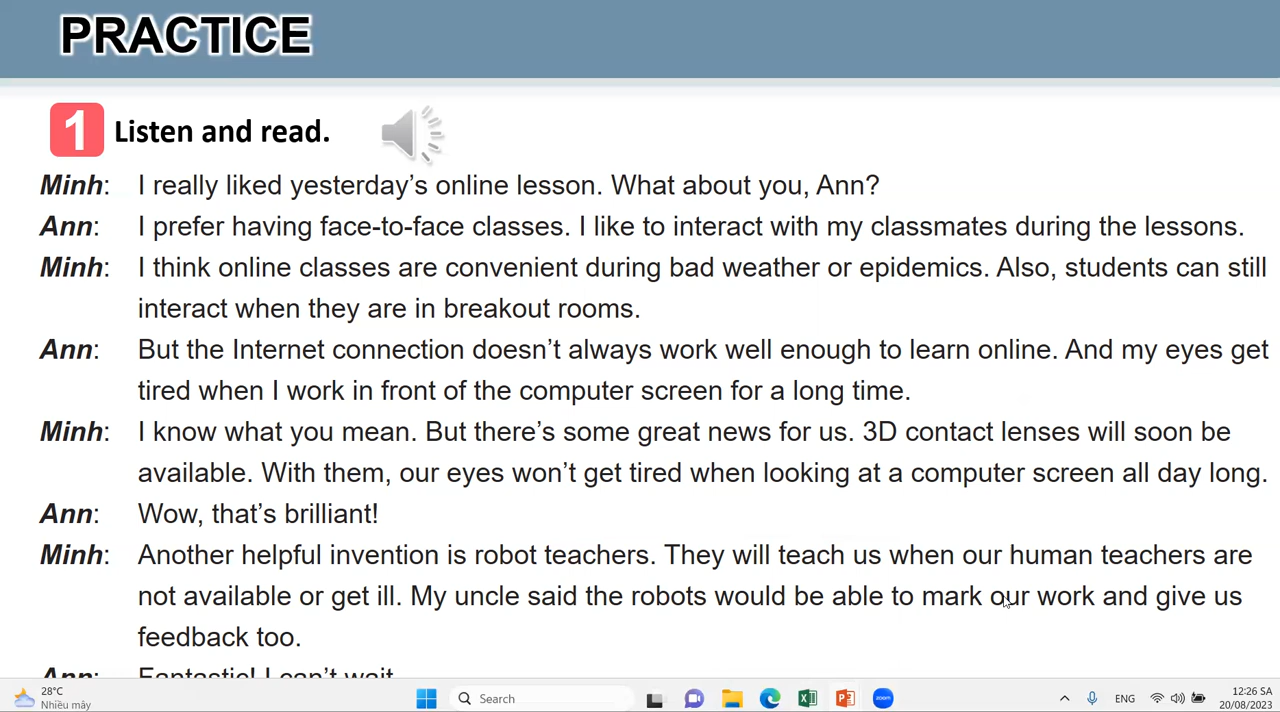 PRACTICE
1 Listen and read.
Minh: I really liked yesterday’s online lesson. What about you, Ann?
Ann: I prefer having face-to-face classes. I like to interact with my classmates during the lessons.
Minh: I think online classes are convenient during bad weather or epidemics. Also, students can still
interact when they are in breakout rooms.
Ann: But the Internet connection doesn’t always work well enough to learn online. And my eyes get
tired when I work in front of the computer screen for a long time.
Minh: I know what you mean. But there’s some great news for us. 3D contact lenses will soon be
available. With them, our eyes won’t get tired when looking at a computer screen all day long.
Ann: Wow, that’s brilliant!
Minh: Another helpful invention is robot teachers. They will teach us when our human teachers are
not available or get ill. My uncle said the robots would be able to mark our work and give us
feedback too.
Ann: Fantastic! I can’t wait
28°C
Nhiều mây
Search
zoom
ENG
12:26 SA
20/08/2023